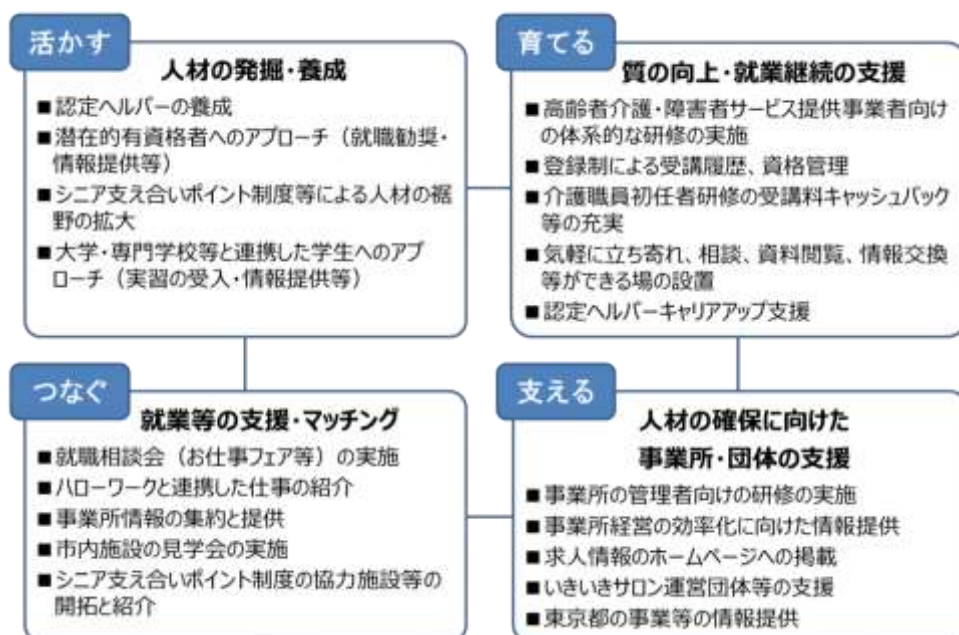 活かす
人材の発掘・養成
■認定ヘルパーの養成
■潜在的有資格者へのアプローチ（就職勧奨・
情報提供等）
■シニア支え合いポイント制度等による人材の裾
野の拡大
■大学・専門学校等と連携した学生へのアプ
ローチ（実習の受入・情報提供等）
育てる
質の向上・就業継続の支援
■高齢者介護・障害者サービス提供事業者向け
の体系的な研修の実施
■登録制による受講履歴、資格管理
■介護職員初任者研修の受講料キャッシュバック
等の充実
■気軽に立ち寄れ、相談、資料閲覧、情報交換
等ができる場の設置
■認定ヘルパーキャリアアップ支援
つなぐ
就業等の支援・マッチング
■就職相談会（お仕事フェア等）の実施
■ハローワークと連携した仕事の紹介
■事業所情報の集約と提供
■市内施設の見学会の実施
■シニア支え合いポイント制度の協力施設等の
開拓と紹介
支える
人材の確保に向けた
事業所・団体の支援
■事業所の管理者向けの研修の実施
■事業所経営の効率化に向けた情報提供
■求人情報のホームページへの掲載
■いきいきサロン運営団体等の支援
■東京都の事業等の情報提供